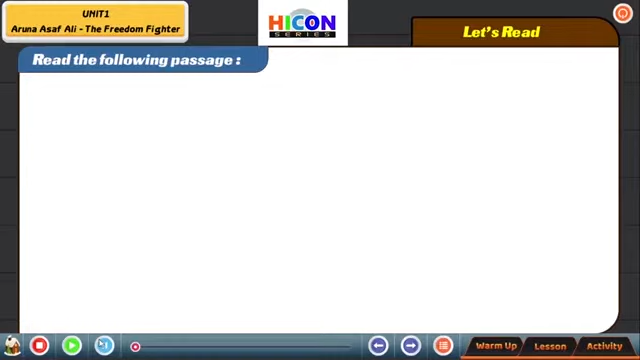 UNIT1
Aruna Asaf Ali - The Freedom Fighter
HICON
SERIES
Let's Read
Read the following passage :
Warm Up
Lesson
Activity